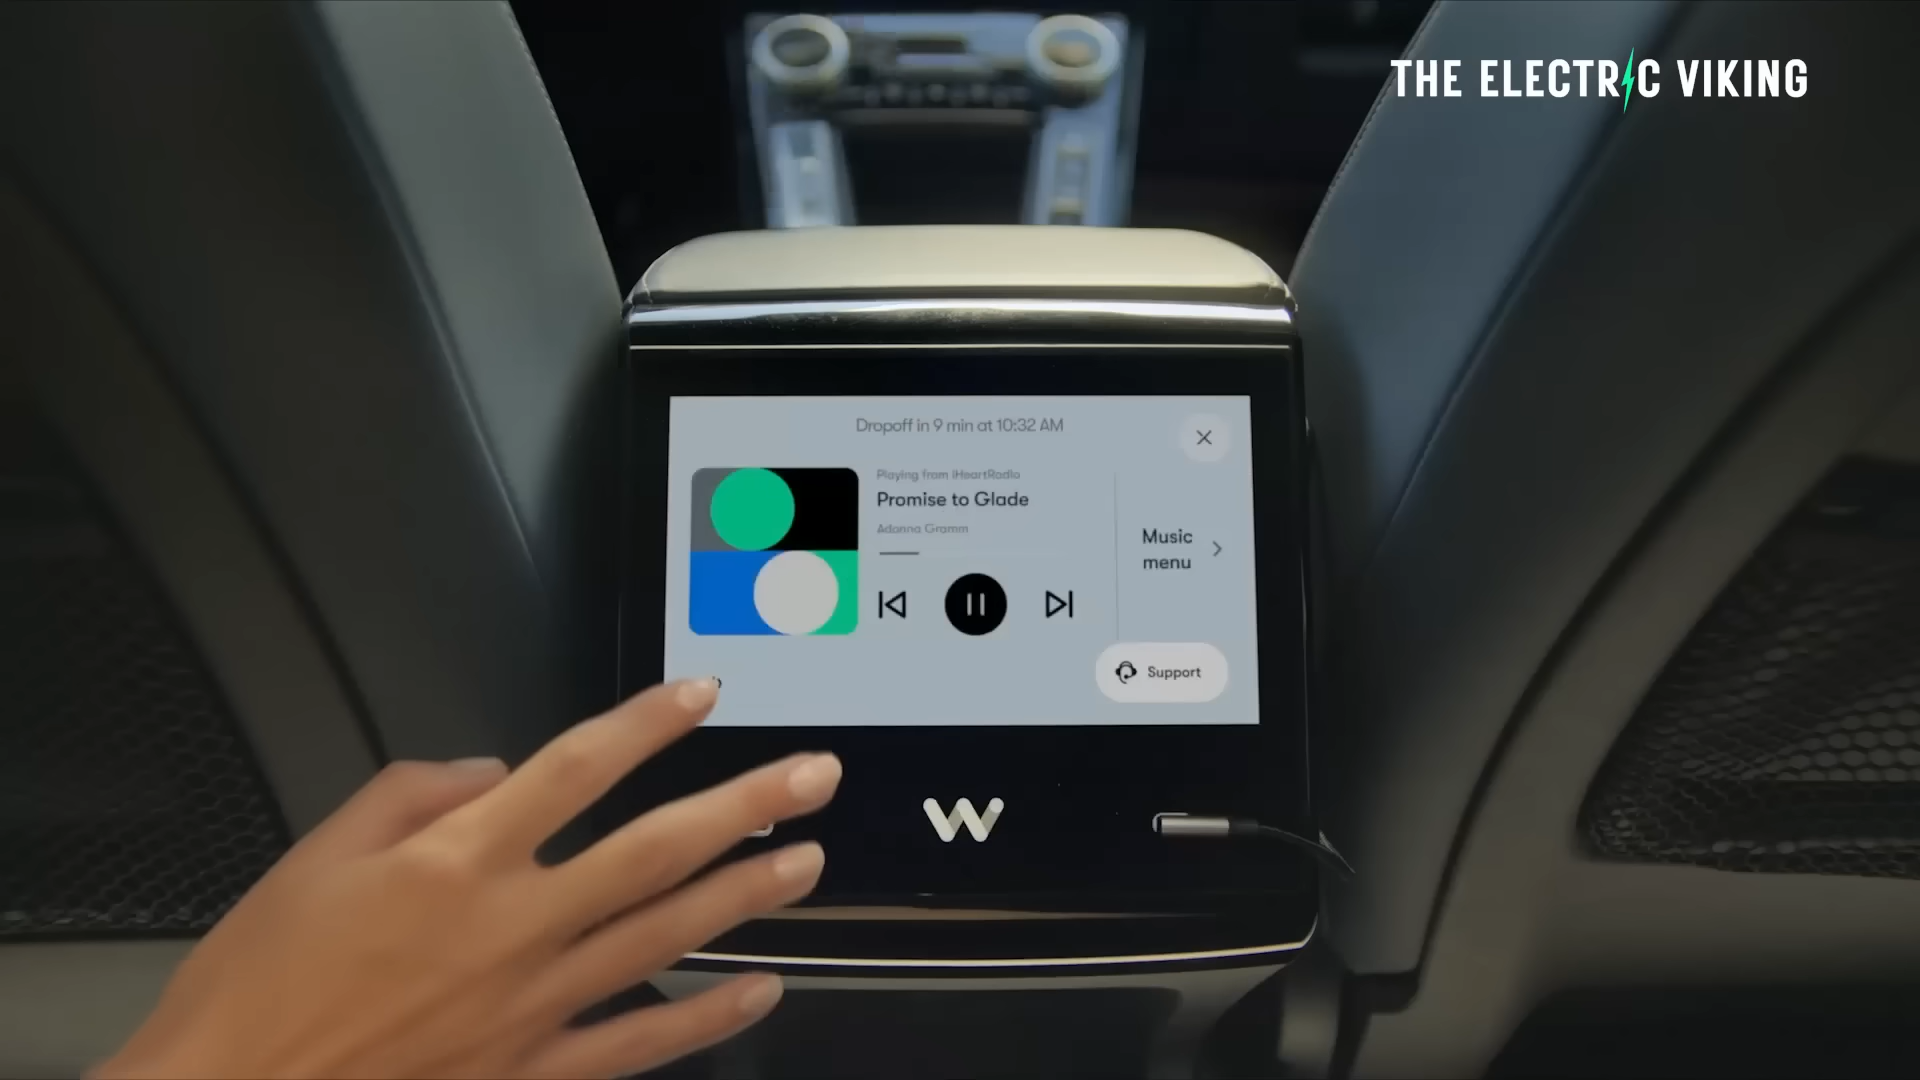 THE ELECTRIC VIKING
Dropoff in 9 min at 10:32 AM
Playing from iHeartRadio
Promise to Glade
Adanna Gramm
Music
menu
Support